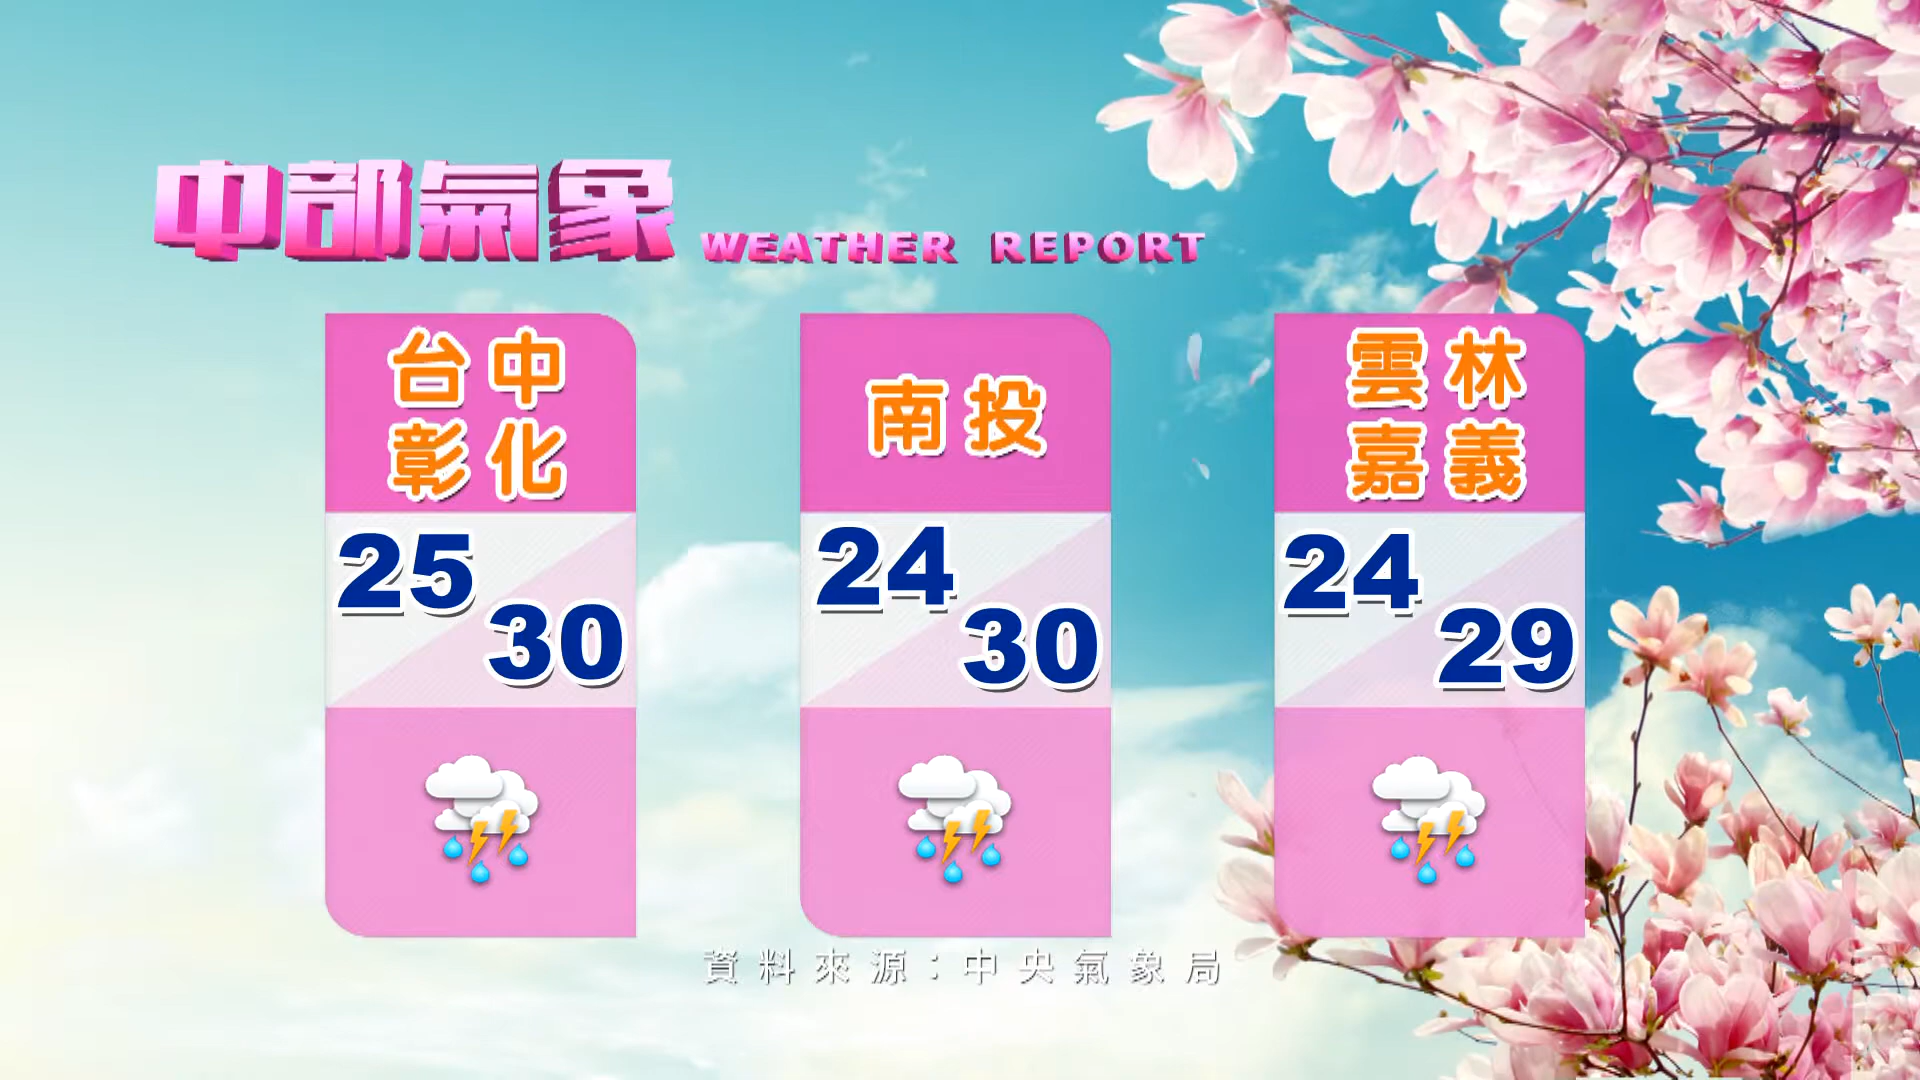 中部氣象 WEATHER REPORT
台中
彰化
25
30
南投
24
30
雲林
嘉義
24
29
資料來源：中央氣象局